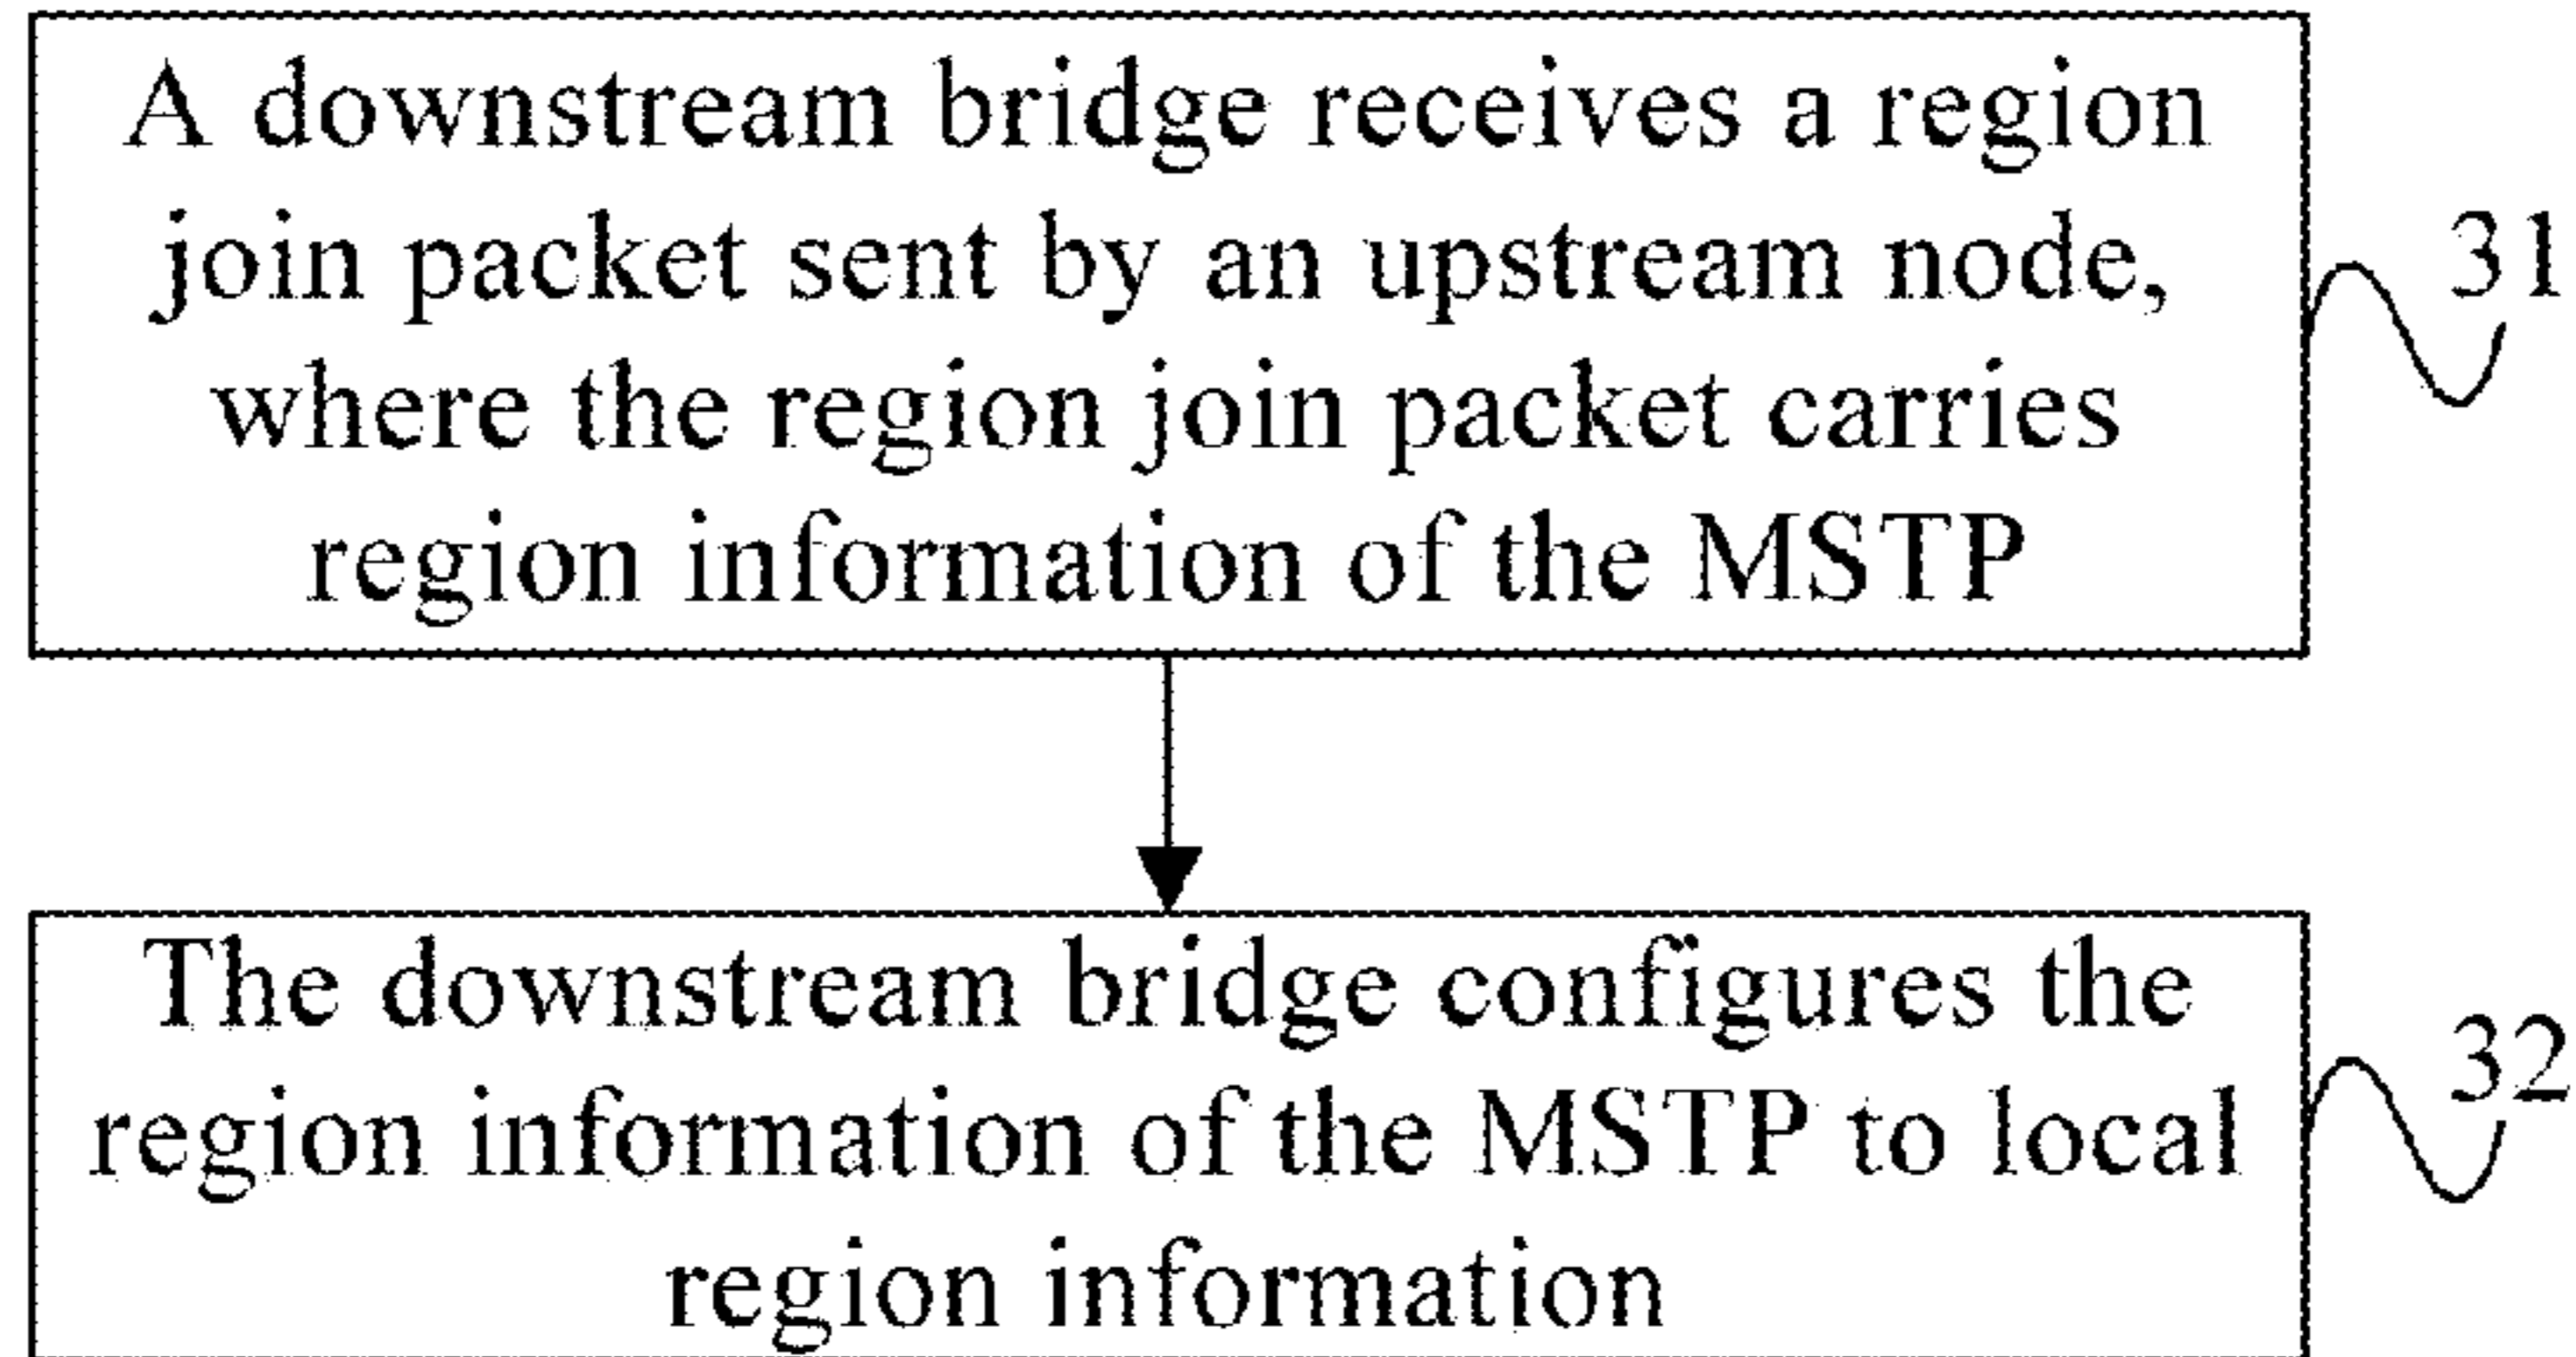 A downstream bridge receives a region
join packet sent by an upstream node,
where the region join packet carries
region information of the MSTP
31
The downstream bridge configures the
region information of the MSTP to local
region information
32